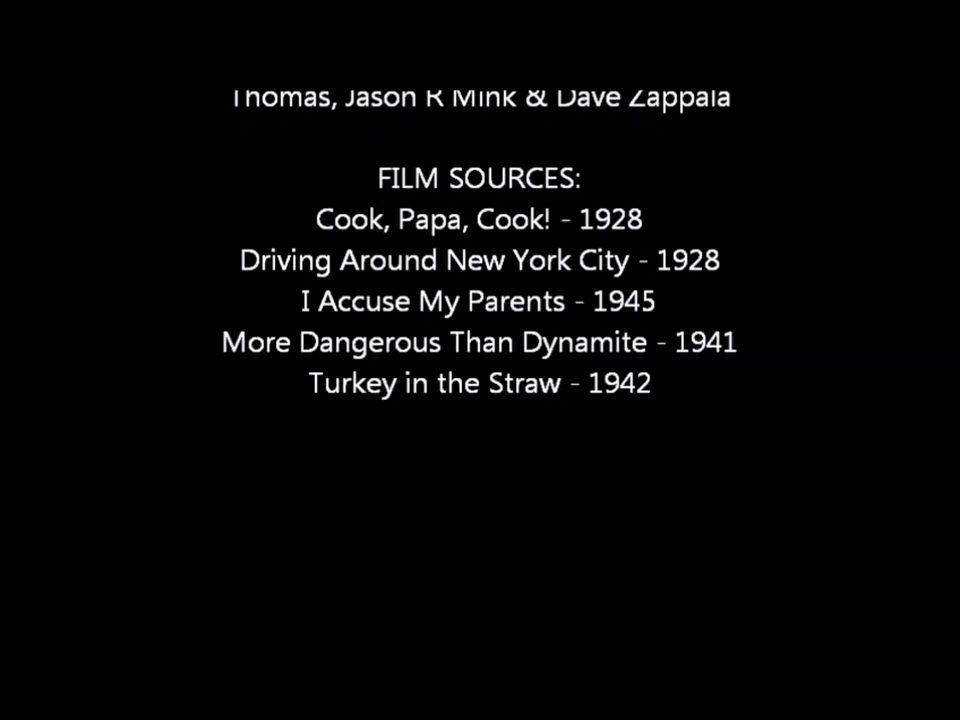 Thomas, Jason R Mink & Dave Zappala
FILM SOURCES:
Cook, Papa, Cook! - 1928
Driving Around New York City - 1928
I Accuse My Parents - 1945
More Dangerous Than Dynamite - 1941
Turkey in the Straw - 1942